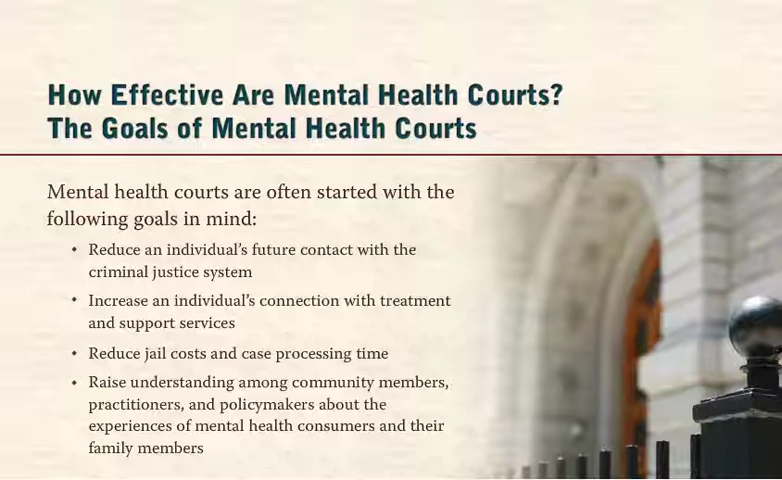 How Effective Are Mental Health Courts?
The Goals of Mental Health Courts
Mental health courts are often started with the
following goals in mind:
• Reduce an individual’s future contact with the
criminal justice system
• Increase an individual’s connection with treatment
and support services
• Reduce jail costs and case processing time
• Raise understanding among community members,
practitioners, and policymakers about the
experiences of mental health consumers and their
family members